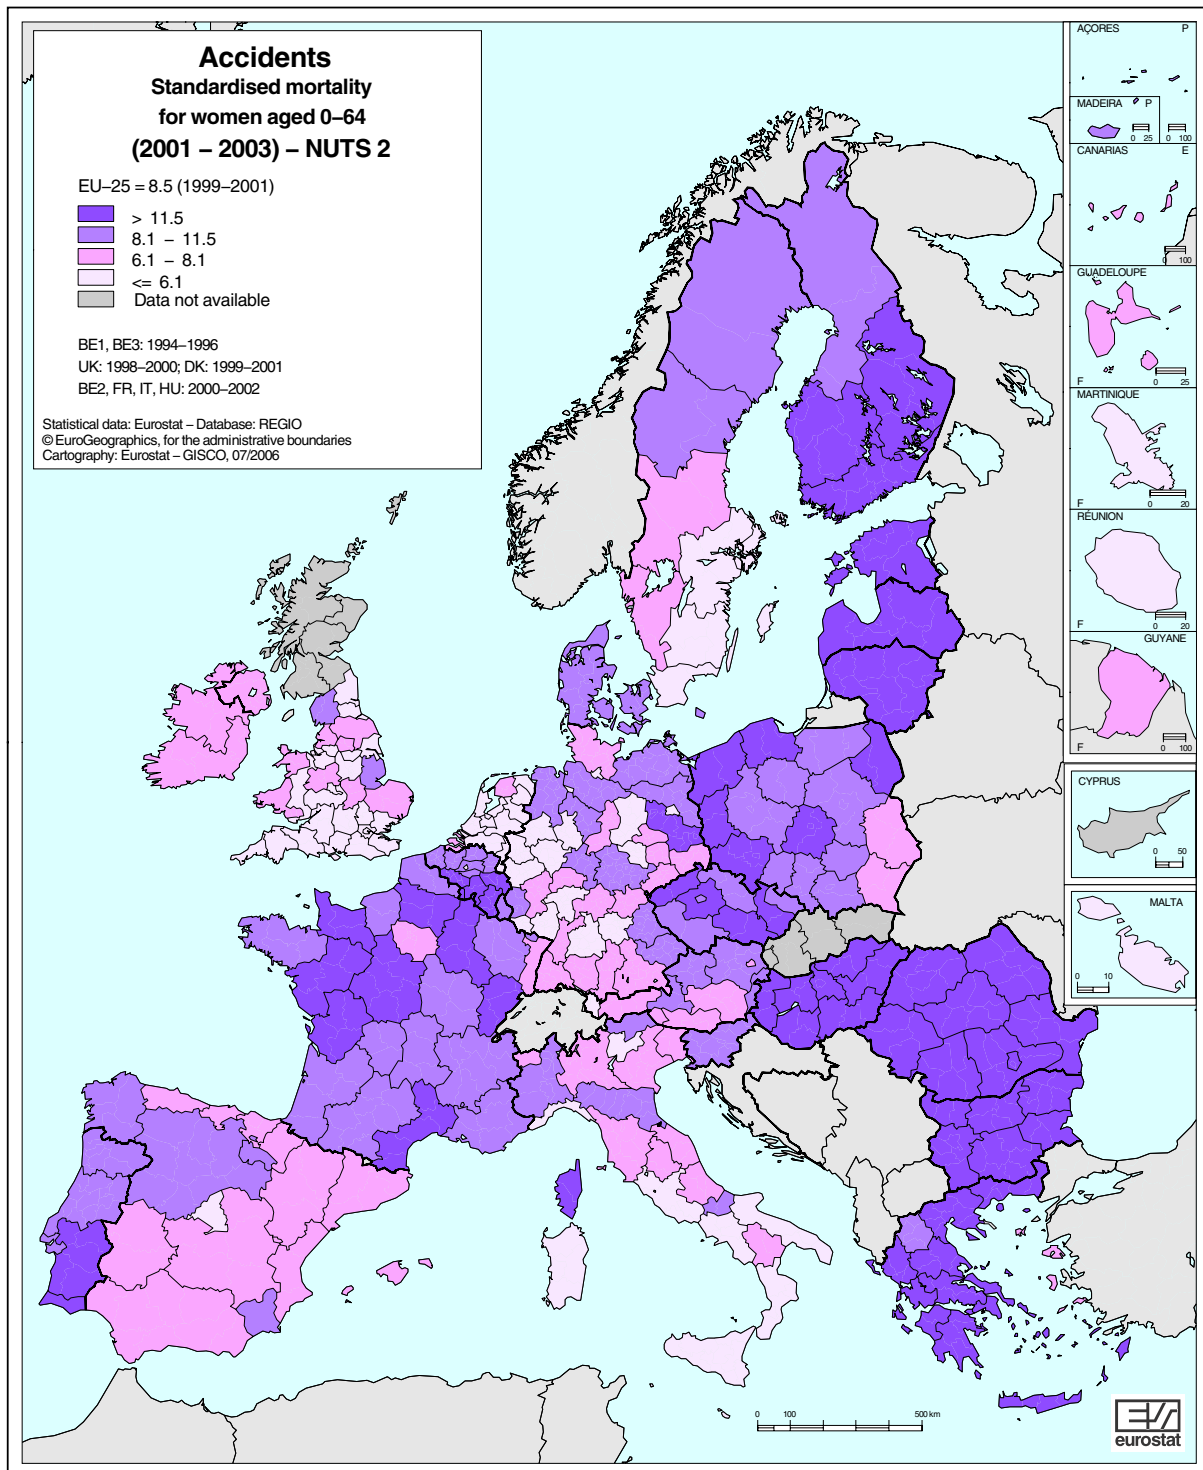 Accidents
Standardised mortality
for women aged 0–64
(2001 – 2003) – NUTS 2
EU–25 = 8.5 (1999–2001)
> 11.5
8.1 – 11.5
6.1 – 8.1
<= 6.1
Data not available
BE1, BE3: 1994–1996
UK: 1998–2000; DK: 1999–2001
BE2, FR, IT, HU: 2000–2002
Statistical data: Eurostat – Database: REGIO
© EuroGeographics, for the administrative boundaries
Cartography: Eurostat – GISCO, 07/2006
AÇORES P
MADEIRA P
0 25 0 100
CANARIAS E
0 100
GUADELOUPE
F 0 25
MARTINIQUE
F 0 20
RÉUNION
F 0 20
GUYANE
F 0 100
CYPRUS
0 50
MALTA
0 10
0 100 500 km
eurostat